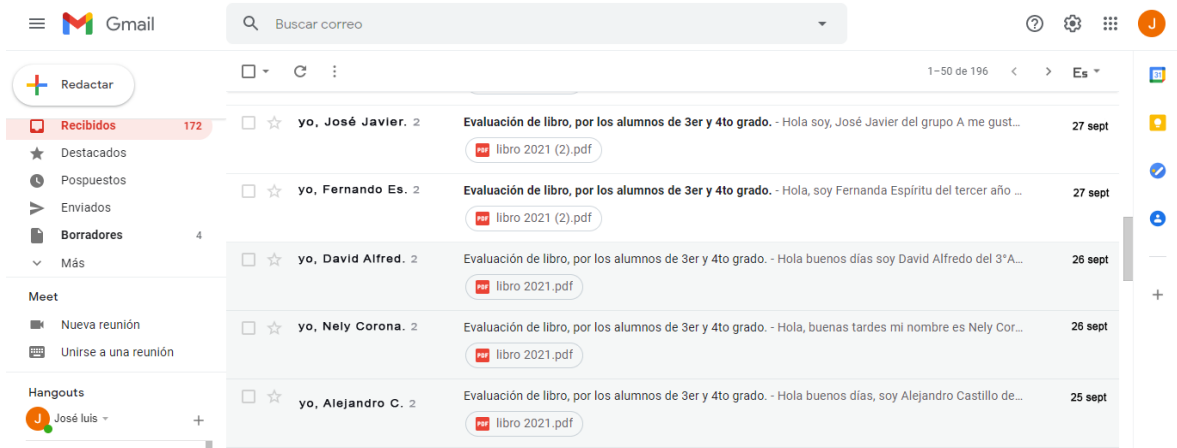 Gmail
Buscar correo
J
Redactar
1–50 de 196
Es
31
Recibidos 172
Destacados
Pospuestos
Enviados
Borradores 4
Más
Meet
Nueva reunión
Unirse a una reunión
Hangouts
J José luis
yo, José Javier. 2 Evaluación de libro, por los alumnos de 3er y 4to grado. - Hola soy, José Javier del grupo A me gust... 27 sept
PDF libro 2021 (2).pdf
yo, Fernando Es. 2 Evaluación de libro, por los alumnos de 3er y 4to grado. - Hola, soy Fernanda Espíritu del tercer año ... 27 sept
PDF libro 2021 (2).pdf
yo, David Alfred. 2 Evaluación de libro, por los alumnos de 3er y 4to grado. - Hola buenos días soy David Alfredo del 3°A... 26 sept
PDF libro 2021.pdf
yo, Nely Corona. 2 Evaluación de libro, por los alumnos de 3er y 4to grado. - Hola, buenas tardes mi nombre es Nely Cor... 26 sept
PDF libro 2021.pdf
yo, Alejandro C. 2 Evaluación de libro, por los alumnos de 3er y 4to grado. - Hola buenos días, soy Alejandro Castillo de... 25 sept
PDF libro 2021.pdf